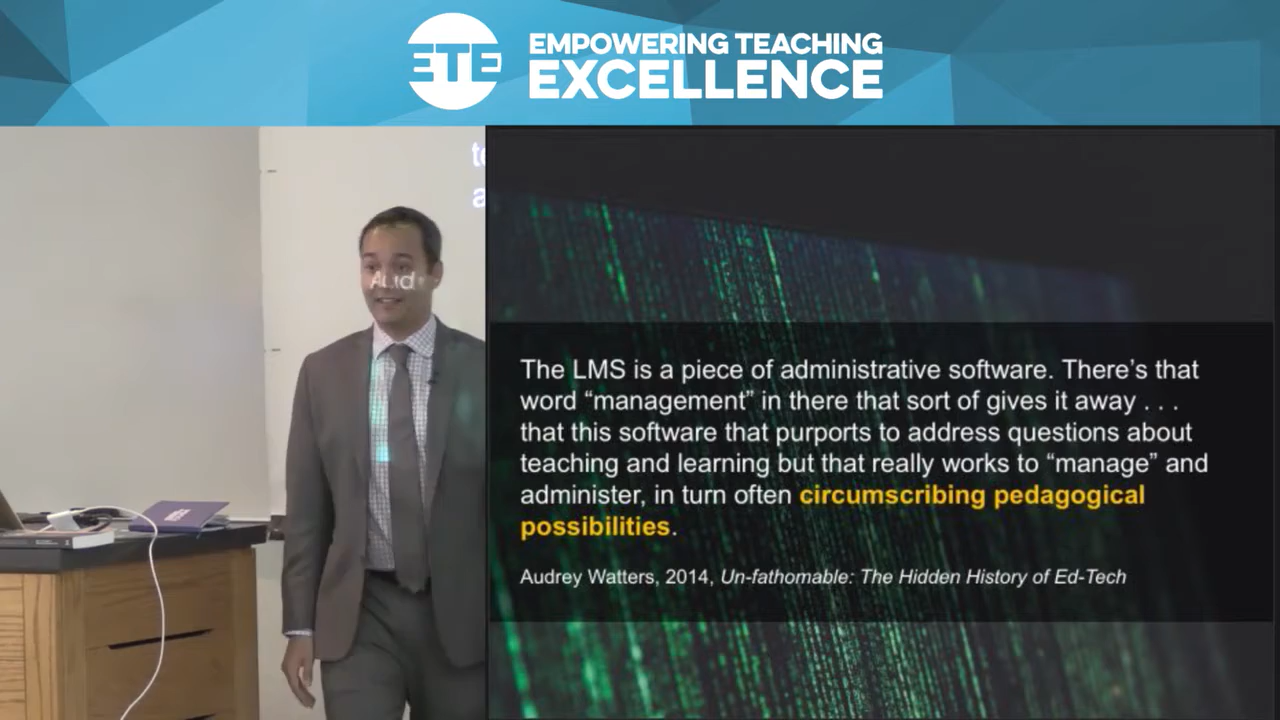 ETE
EMPOWERING TEACHING
EXCELLENCE
Aud
The LMS is a piece of administrative software. There’s that
word “management” in there that sort of gives it away . . .
that this software that purports to address questions about
teaching and learning but that really works to “manage” and
administer, in turn often circumscribing pedagogical
possibilities.
Audrey Watters, 2014, Un-fathomable: The Hidden History of Ed-Tech